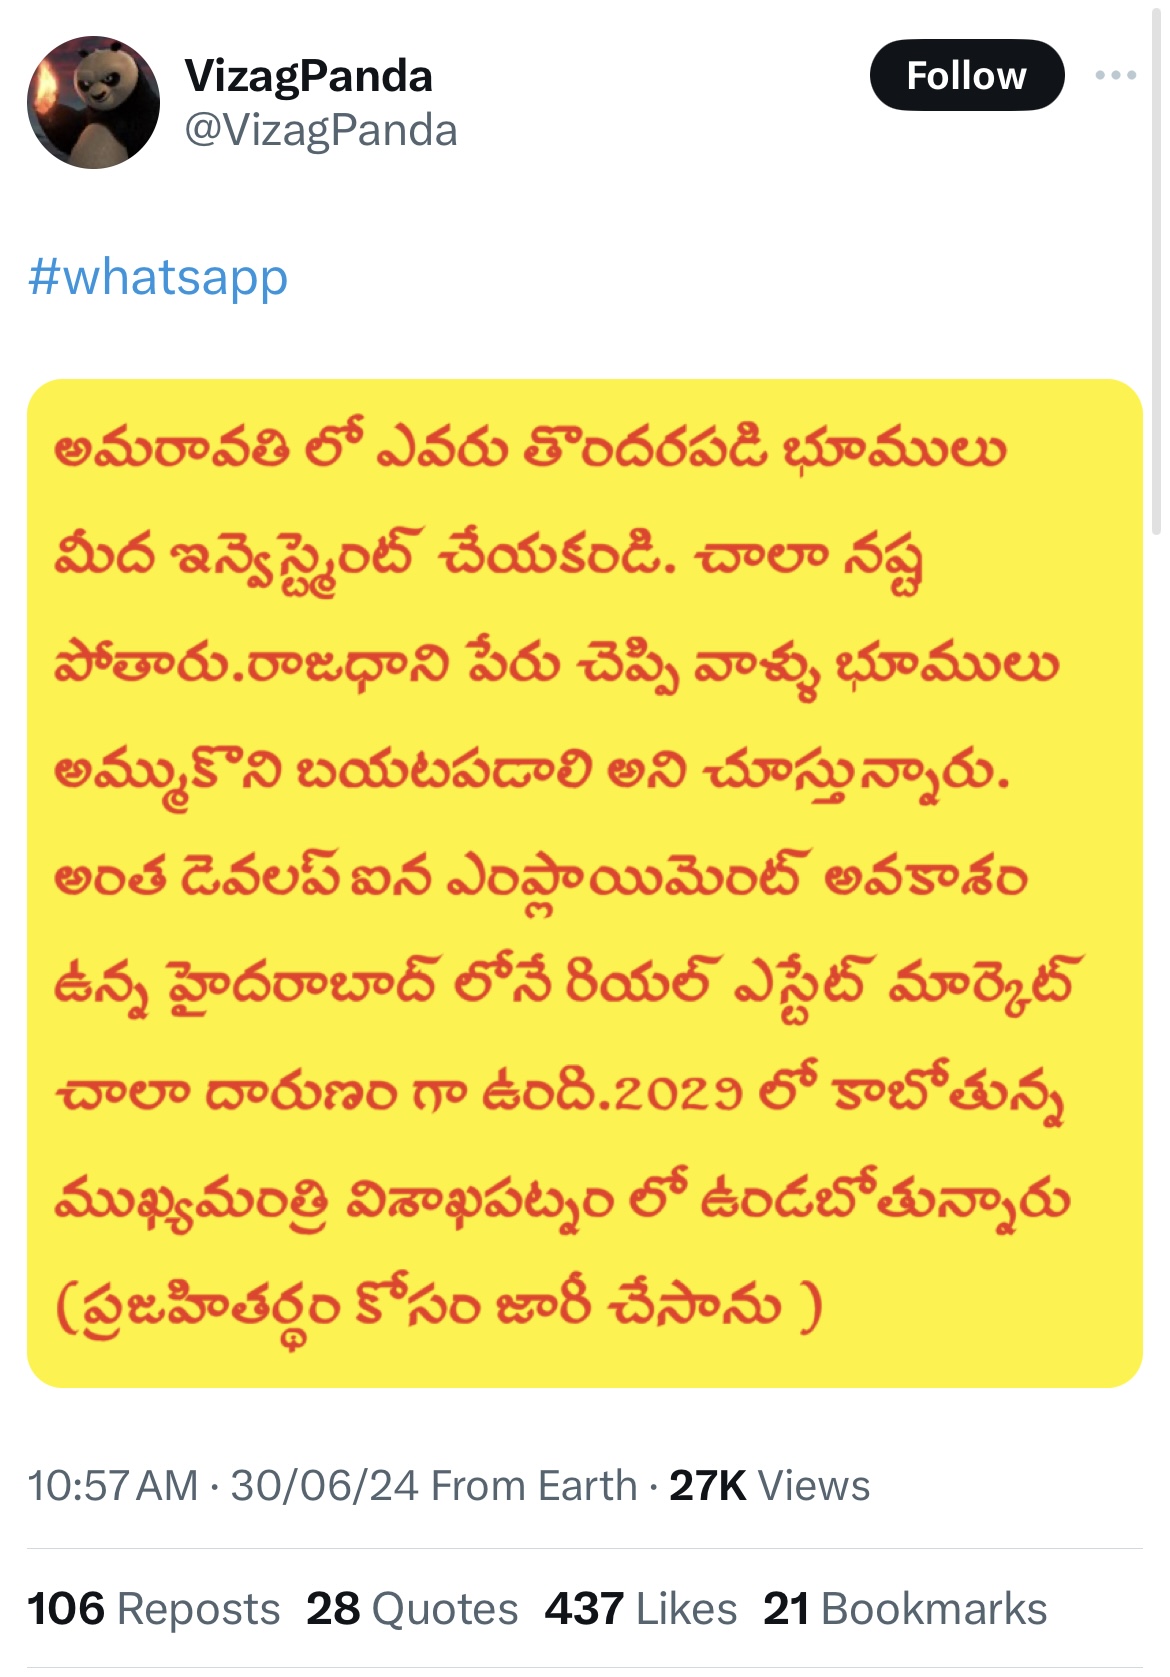 VizagPanda
@VizagPanda
Follow
#whatsapp
అమరావతి లో ఎవరు తొందరపడి భూములు
మీద ఇన్వెస్ట్మెంట్ చేయకండి. చాలా నష్ట
పోతారు.రాజధాని పేరు చెప్పి వాళ్ళు భూములు
అమ్ముకొని బయటపడాలి అని చూస్తున్నారు.
అంత డెవలప్ ఐన ఎంప్లాయిమెంట్ అవకాశం
ఉన్న హైదరాబాద్ లోనే రియల్ ఎస్టేట్ మార్కెట్
చాలా దారుణం గా ఉంది.2029 లో కాబోతున్న
ముఖ్యమంత్రి విశాఖపట్నం లో ఉండబోతున్నారు
(ప్రజహితర్థం కోసం జారీ చేసాను )
10:57 AM · 30/06/24 From Earth · 27K Views
106 Reposts 28 Quotes 437 Likes 21 Bookmarks